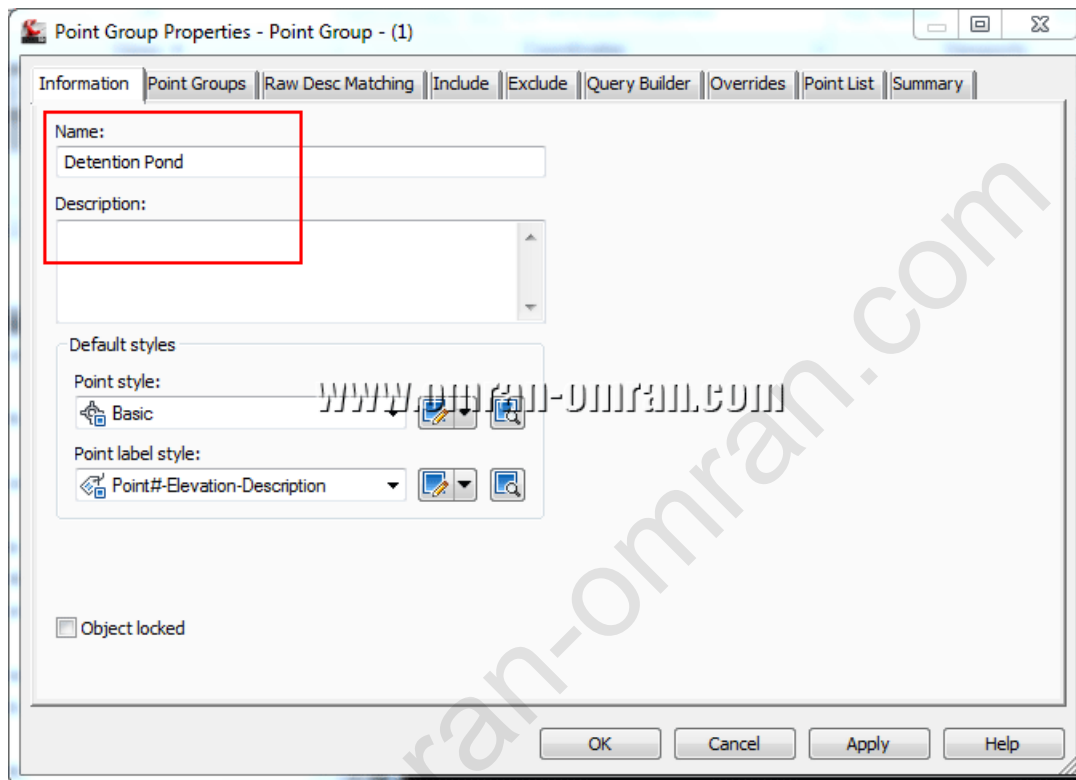 Point Group Properties - Point Group - (1)
Information Point Groups Raw Desc Matching Include Exclude Query Builder Overrides Point List Summary
Name:
Detention Pond
Description:
Default styles
Point style:
Basic
www.omran-omran.com
Point label style:
Point#-Elevation-Description
Object locked
OK Cancel Apply Help
ran-omran.com